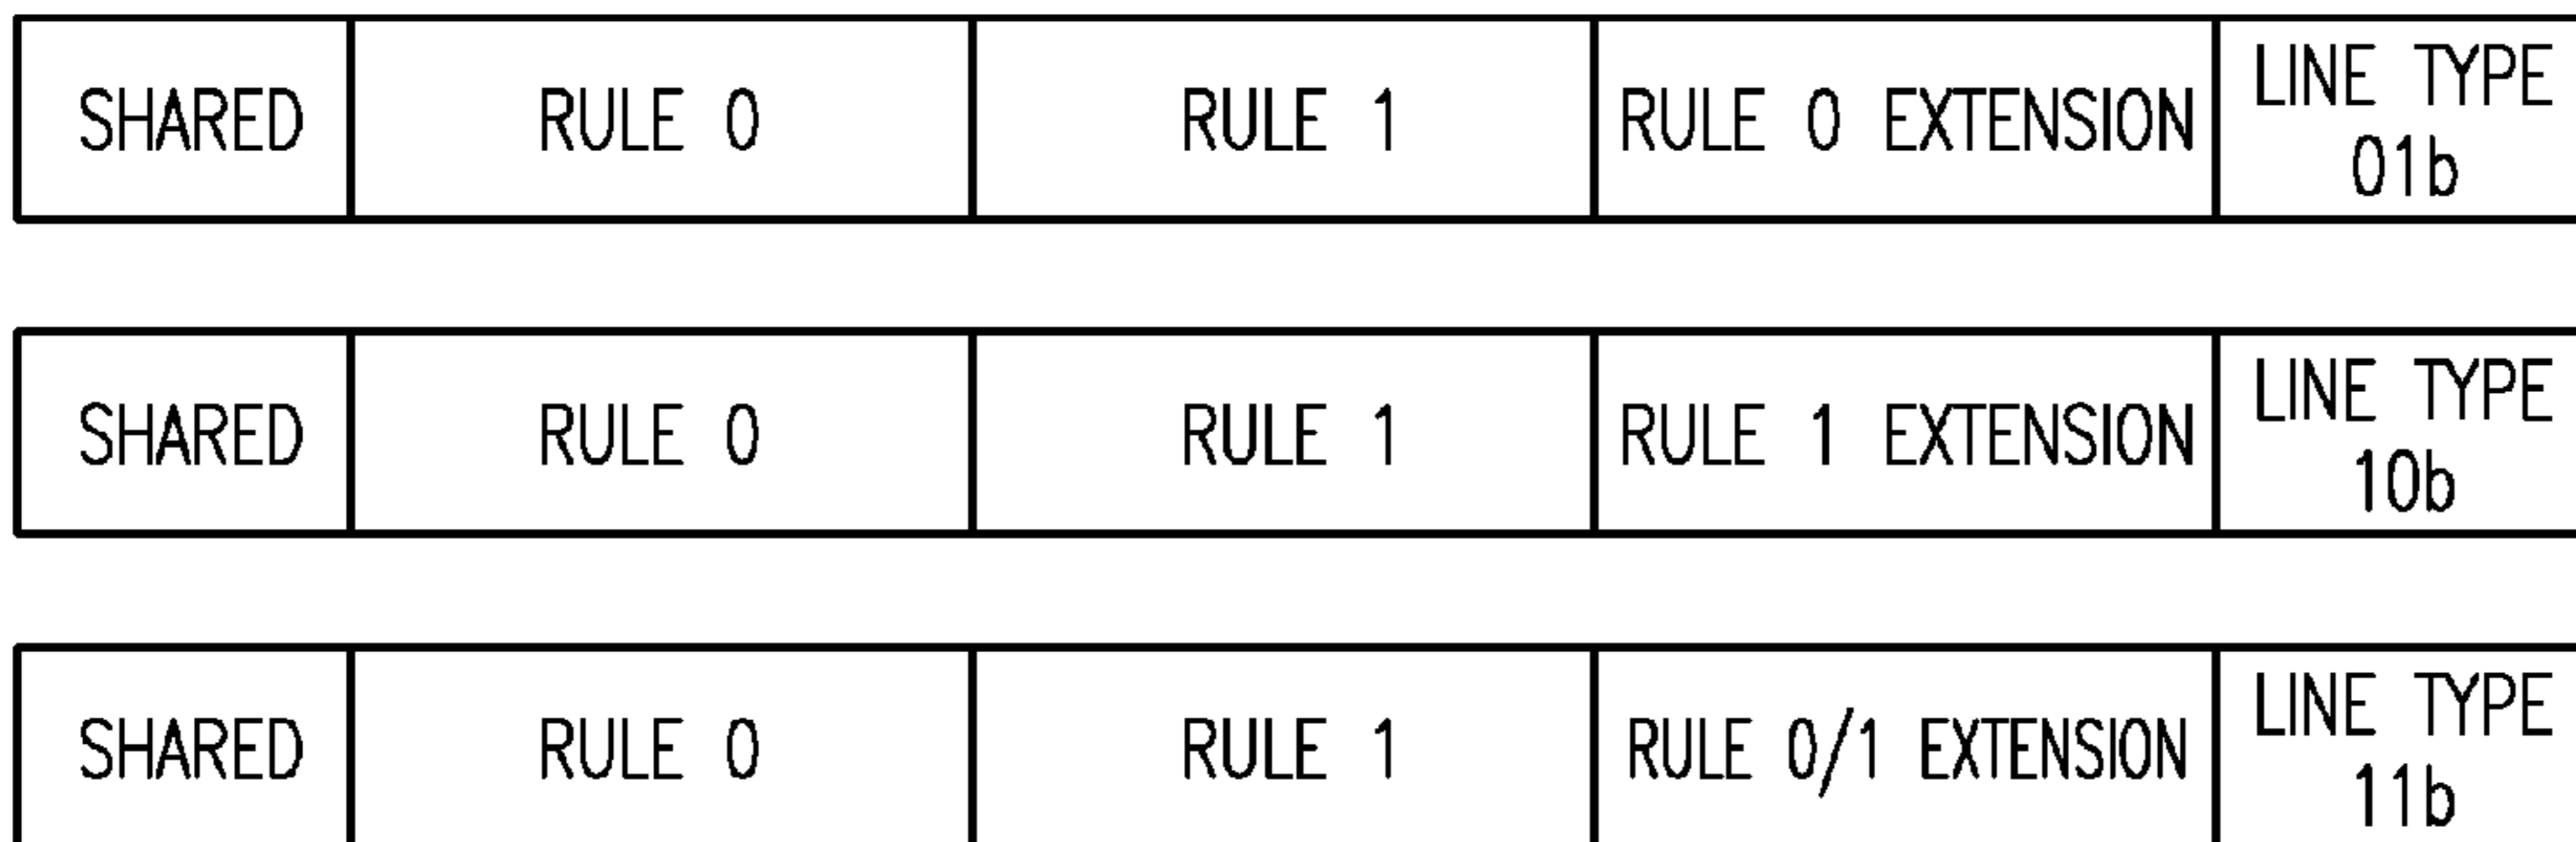 SHARED RULE 0 RULE 1 RULE 0 EXTENSION LINE TYPE
01b
SHARED RULE 0 RULE 1 RULE 1 EXTENSION LINE TYPE
10b
SHARED RULE 0 RULE 1 RULE 0/1 EXTENSION LINE TYPE
11b